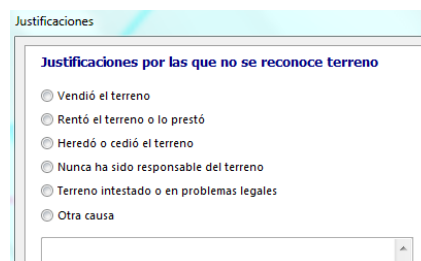 Justificaciones
Justificaciones por las que no se reconoce terreno
Vendió el terreno
Rentó el terreno o lo prestó
Heredó o cedió el terreno
Nunca ha sido responsable del terreno
Terreno intestado o en problemas legales
Otra causa